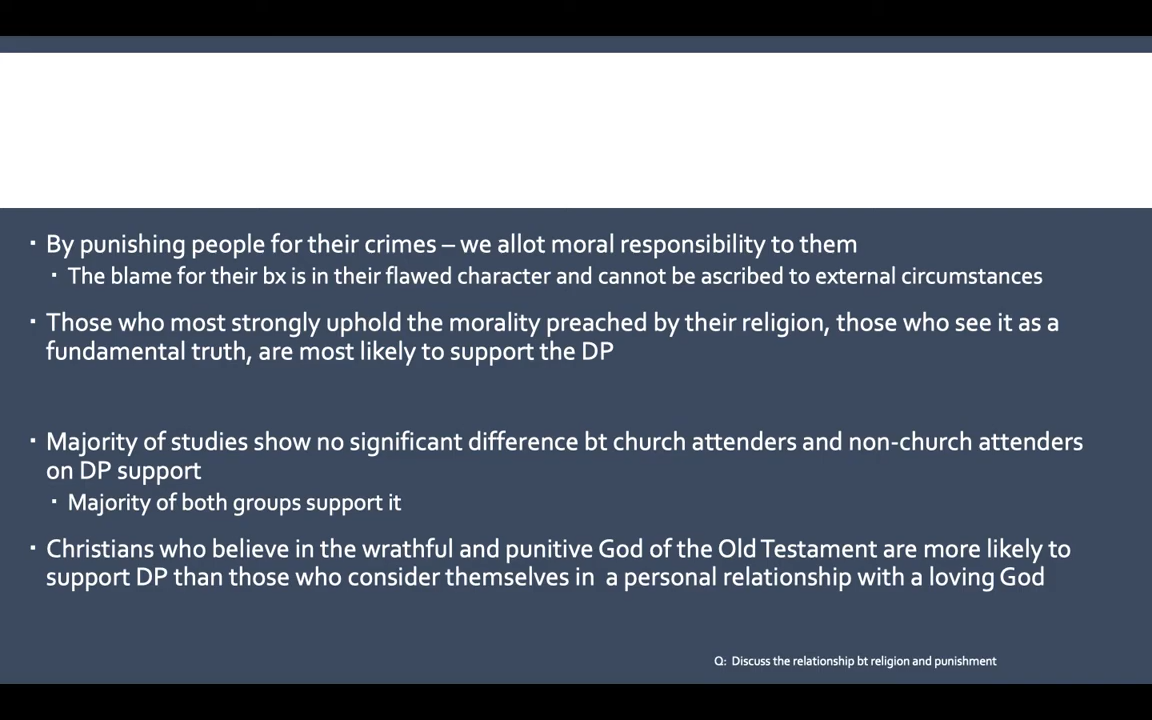 ▪ By punishing people for their crimes – we allot moral responsibility to them
▪ The blame for their bx is in their flawed character and cannot be ascribed to external circumstances
▪ Those who most strongly uphold the morality preached by their religion, those who see it as a
fundamental truth, are most likely to support the DP
▪ Majority of studies show no significant difference bt church attenders and non-church attenders
on DP support
▪ Majority of both groups support it
▪ Christians who believe in the wrathful and punitive God of the Old Testament are more likely to
support DP than those who consider themselves in a personal relationship with a loving God
Q: Discuss the relationship bt religion and punishment